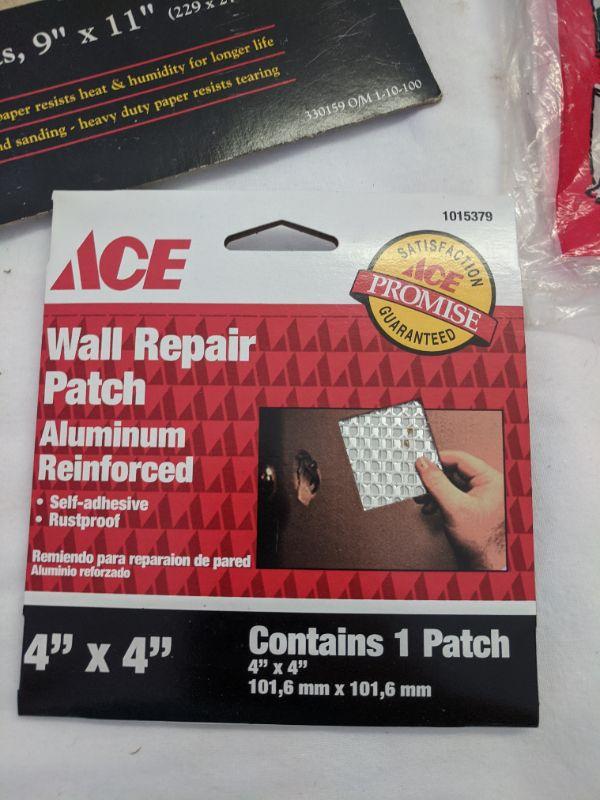 9" x 11" (229 x
paper resists heat & humidity for longer life
sanding - heavy duty paper resists tearing
330159 O/M 1-10-100
1015379
ACE
SATISFACTION
ACE
PROMISE
GUARANTEED
Wall Repair
Patch
Aluminum
Reinforced
• Self-adhesive
• Rustproof
Remiendo para reparaion de pared
Aluminio reforzado
4” x 4”
Contains 1 Patch
4” x 4”
101,6 mm x 101,6 mm